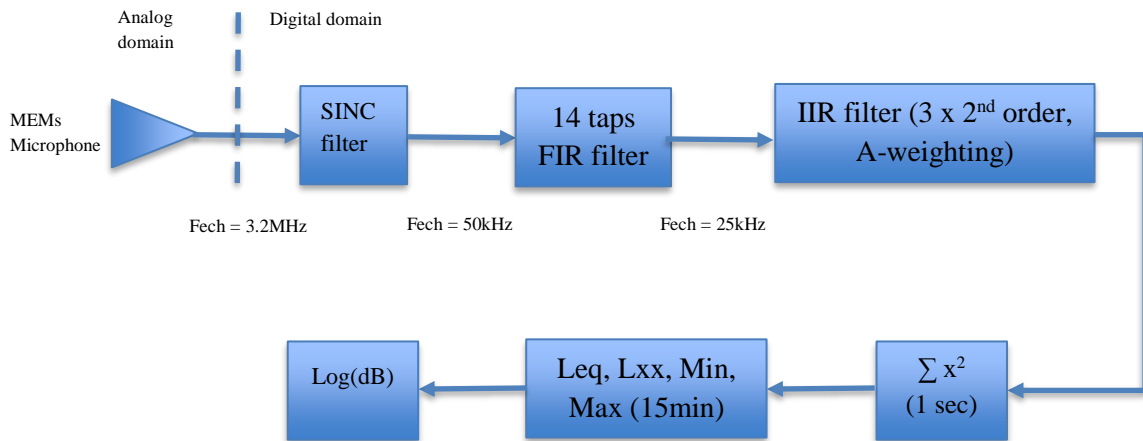 Analog
domain
Digital domain
MEMs
Microphone
SINC
filter
14 taps
FIR filter
IIR filter (3 x 2nd order,
A-weighting)
Fech = 3.2MHz
Fech = 50kHz
Fech = 25kHz
Log(dB)
Leq, Lxx, Min,
Max (15min)
∑ x²
(1 sec)